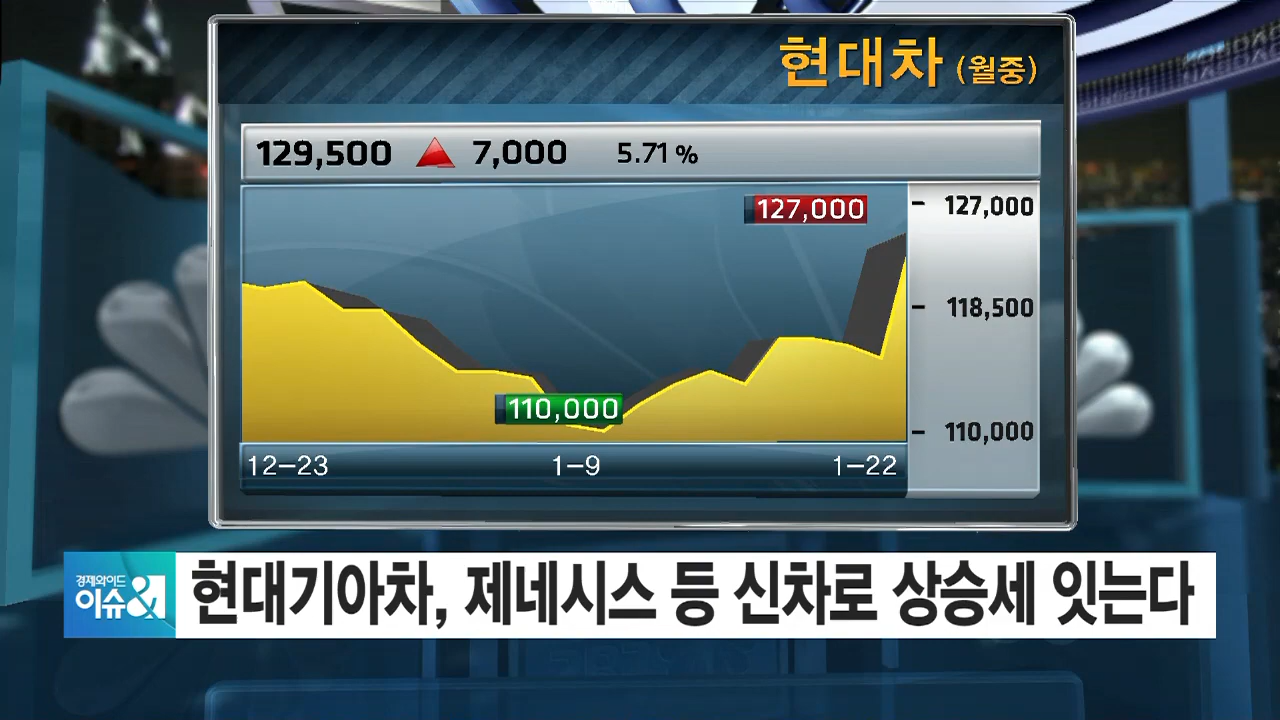 현대차 (월중)
129,500 ▲ 7,000 5.71 %
127,000
127,000
118,500
110,000
110,000
12-23 1-9 1-22
경제와이드
이슈&
현대기아차, 제네시스 등 신차로 상승세 잇는다